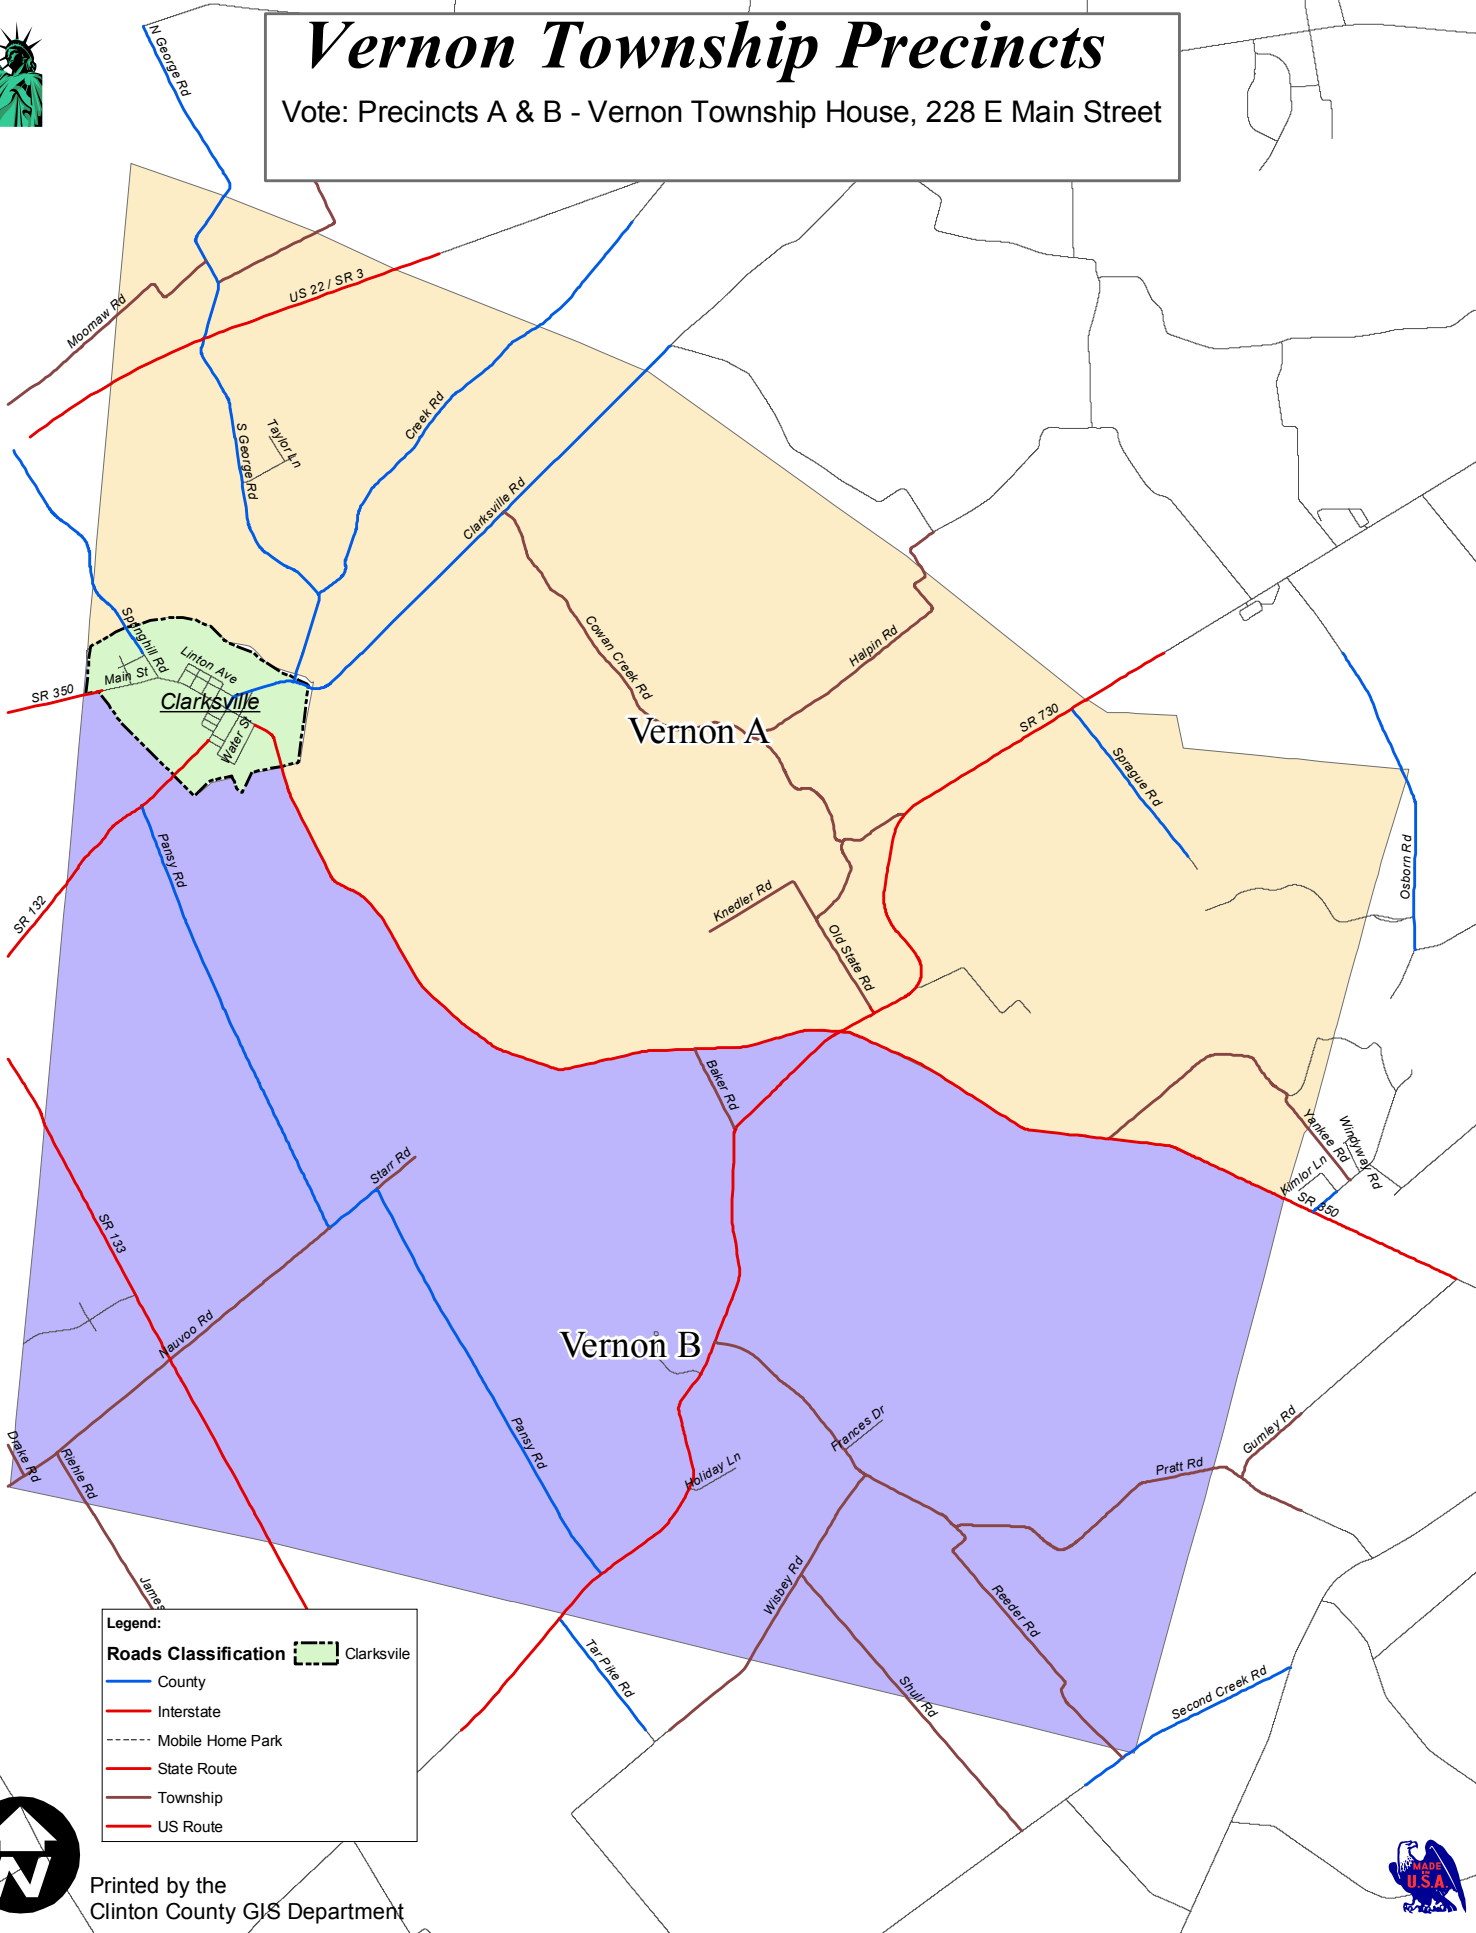 Vernon Township Precincts
Vote: Precincts A & B - Vernon Township House, 228 E Main Street
N George Rd
Moomaw Rd
US 22 / SR 3
Creek Rd
S George Rd
Taylor Ln
Clarksville Rd
Springhill Rd
Linton Ave
Main St
SR 350
Clarksville
Water St
Cowan Creek Rd
Halpin Rd
Vernon A
SR 730
Sprague Rd
Osborn Rd
Pansy Rd
SR 132
Knedler Rd
Old State Rd
Baker Rd
Yankee Rd
Windyway Rd
Kimlor Ln
SR 350
Starr Rd
SR 133
Nauvoo Rd
Vernon B
Frances Dr
Pansy Rd
Holiday Ln
Gumley Rd
Pratt Rd
Drake Rd
Riehle Rd
James
Wisbey Rd
Reeder Rd
Tar Pike Rd
Shull Rd
Second Creek Rd
Legend:
Roads Classification
Clarksvile
County
Interstate
Mobile Home Park
State Route
Township
US Route
N
Printed by the
Clinton County GIS Department
MADE
IN
U.S.A.